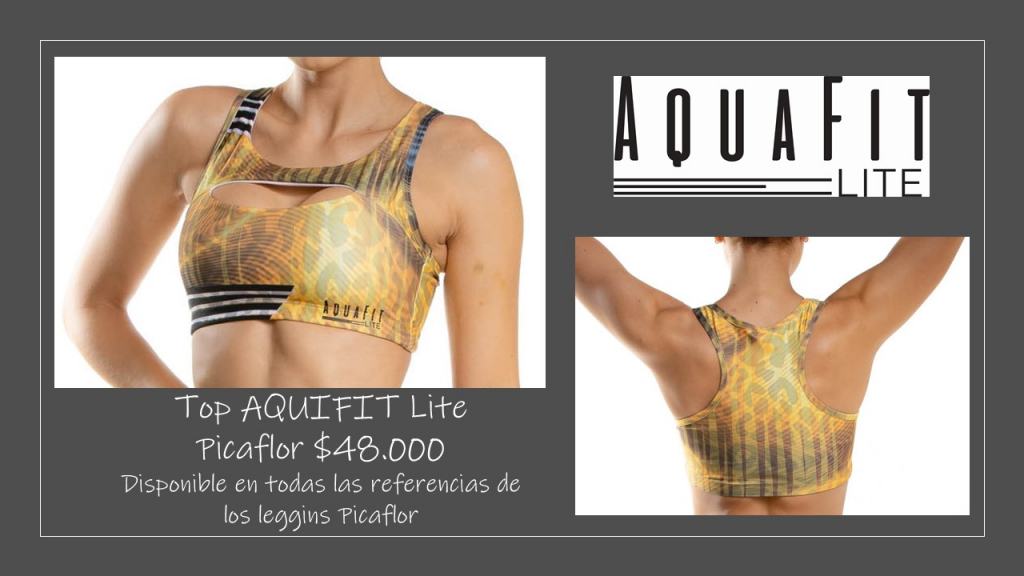 AQUAFIT
LITE
AQUAFIT
LITE
Top AQUIFIT Lite
Picaflor $48.000
Disponible en todas las referencias de
los leggins Picaflor